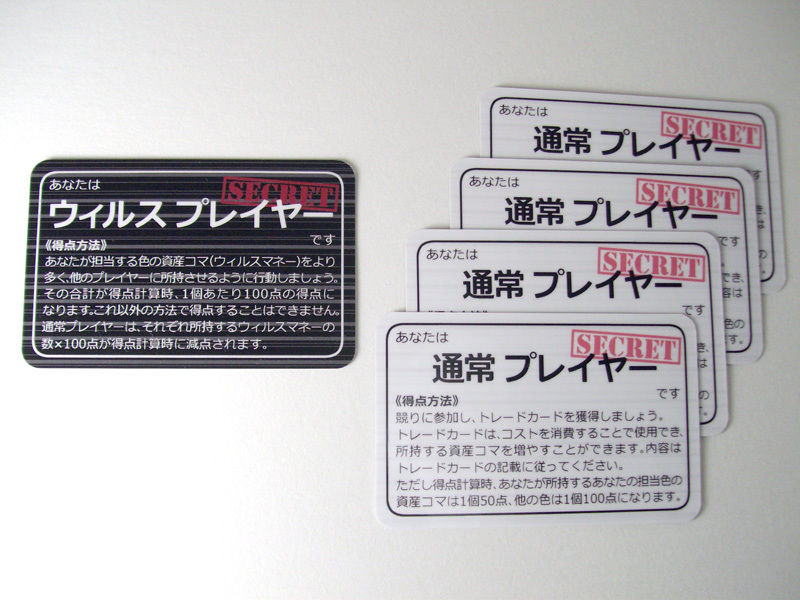 あなたは
SECRET
ウィルス プレイヤー
です
《得点方法》
あなたが担当する色の資産コマ(ウィルスマネー)をより
多く、他のプレイヤーに所持させるように行動しましょう。
その合計が得点計算時、1個あたり100点の得点に
なります。これ以外の方法で得点することはできません。
通常プレイヤーは、それぞれ所持するウィルスマネーの
数×100点が得点計算時に減点されます。
あなたは
SECRET
通常 プレイヤー
あなたは
SECRET
通常 プレイヤー
です
あなたは
SECRET
通常 プレイヤー
です
あなたは
SECRET
通常 プレイヤー
です
《得点方法》
競りに参加し、トレードカードを獲得しましょう。
トレードカードは、コストを消費することで使用でき、
所持する資産コマを増やすことができます。内容は
トレードカードの記載に従ってください。
ただし得点計算時、あなたが所持するあなたの担当色の
資産コマは1個50点、他の色は1個100点になります。